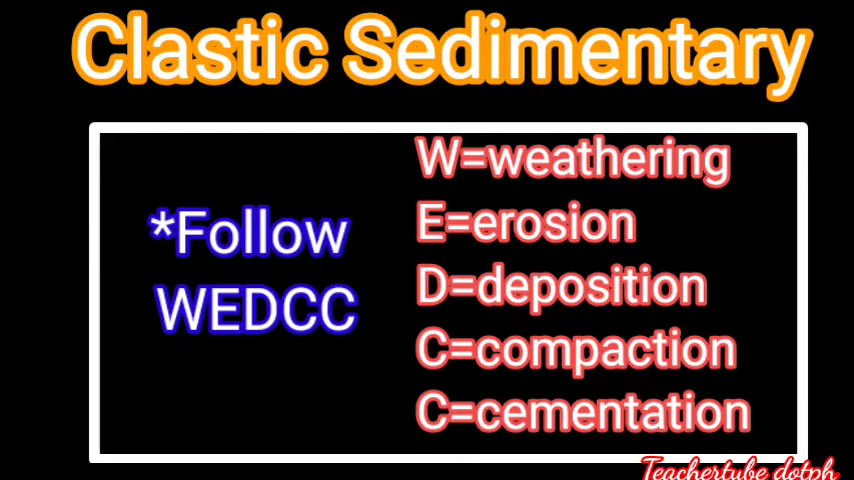 Clastic Sedimentary
*Follow
WEDCC
W=weathering
E=erosion
D=deposition
C=compaction
C=cementation
Teachertube dotph